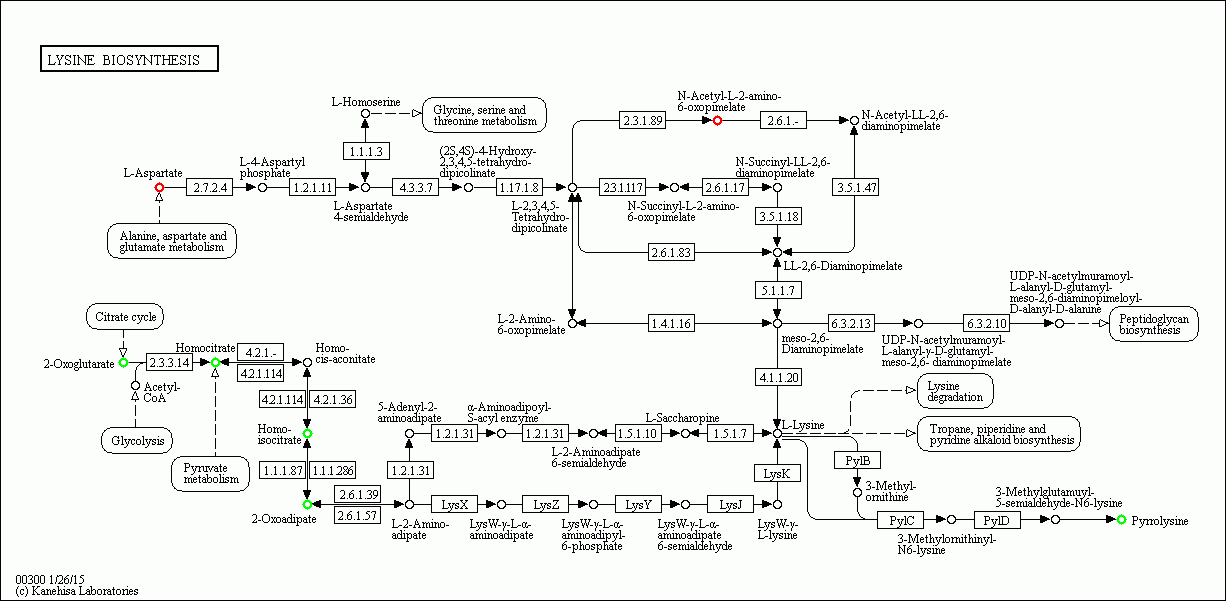 LYSINE BIOSYNTHESIS
L-Homoserine
Glycine, serine and
threonine metabolism
1.1.1.3
N-Acetyl-L-2-amino-
6-oxopimelate
2.3.1.89
2.6.1.-
N-Acetyl-LL-2,6-
diaminopimelate
L-Aspartate
2.7.2.4
L-4-Aspartyl
phosphate
1.2.1.11
L-Aspartate
4-semialdehyde
4.3.3.7
(2S,4S)-4-Hydroxy-
2,3,4,5-tetrahydro-
dipicolinate
1.17.1.8
L-2,3,4,5-
Tetrahydro-
dipicolinate
2.3.1.117
N-Succinyl-L-2-amino-
6-oxopimelate
2.6.1.17
N-Succinyl-LL-2,6-
diaminopimelate
3.5.1.47
3.5.1.18
Alanine, aspartate and
glutamate metabolism
2.6.1.83
LL-2,6-Diaminopimelate
5.1.1.7
L-2-Amino-
6-oxopimelate
1.4.1.16
meso-2,6-
Diaminopimelate
6.3.2.13
UDP-N-acetylmuramoyl-
L-alanyl-γ-D-glutamyl-
meso-2,6- diaminopimelate
6.3.2.10
UDP-N-acetylmuramoyl-
L-alanyl-D-glutamyl-
meso-2,6-diaminopimeloyl-
D-alanyl-D-alanine
Peptidoglycan
biosynthesis
4.1.1.20
Citrate cycle
2-Oxoglutarate
2.3.3.14
Homocitrate
4.2.1.-
4.2.1.114
Homo-
cis-aconitate
Acetyl-
CoA
Glycolysis
Pyruvate
metabolism
4.2.1.114
4.2.1.36
Homo-
isocitrate
1.1.1.87
1.1.1.286
2-Oxoadipate
2.6.1.39
2.6.1.57
L-2-Amino-
adipate
1.2.1.31
5-Adenyl-2-
aminoadipate
1.2.1.31
α-Aminoadipoyl-
S-acyl enzyme
1.2.1.31
L-2-Aminoadipate
6-semialdehyde
1.5.1.10
L-Saccharopine
1.5.1.7
L-Lysine
Lysine
degradation
Tropane, piperidine and
pyridine alkaloid biosynthesis
LysX
LysW-γ-L-α-
aminoadipate
LysZ
LysW-γ-L-α-
aminoadipyl-
6-phosphate
LysY
LysW-γ-L-α-
aminoadipate
6-semialdehyde
LysJ
LysW-γ-
L-lysine
LysK
PylB
3-Methyl-
ornithine
PylC
3-Methylornithinyl-
N6-lysine
PylD
3-Methylglutamuyl-
5-semialdehyde-N6-lysine
Pyrrolysine
00300 1/26/15
(c) Kanehisa Laboratories